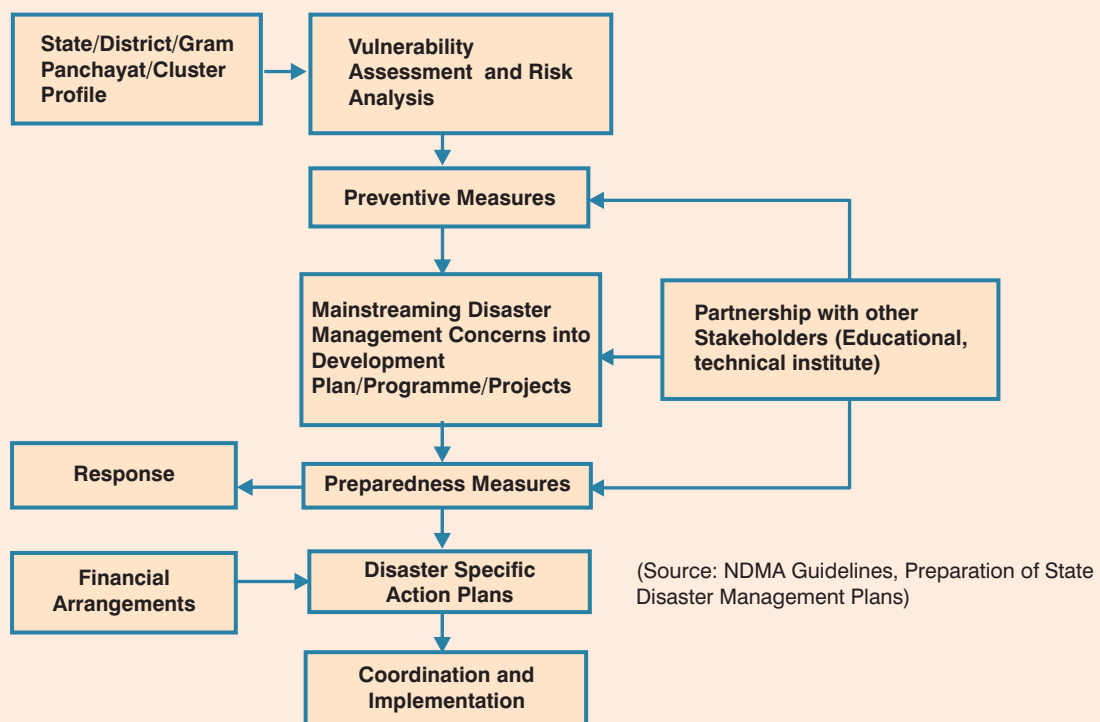 State/District/Gram
Panchayat/Cluster
Profile
Vulnerability
Assessment and Risk
Analysis
Preventive Measures
Mainstreaming Disaster
Management Concerns into
Development
Plan/Programme/Projects
Partnership with other
Stakeholders (Educational,
technical institute)
Response
Preparedness Measures
Financial
Arrangements
Disaster Specific
Action Plans
(Source: NDMA Guidelines, Preparation of State
Disaster Management Plans)
Coordination and
Implementation